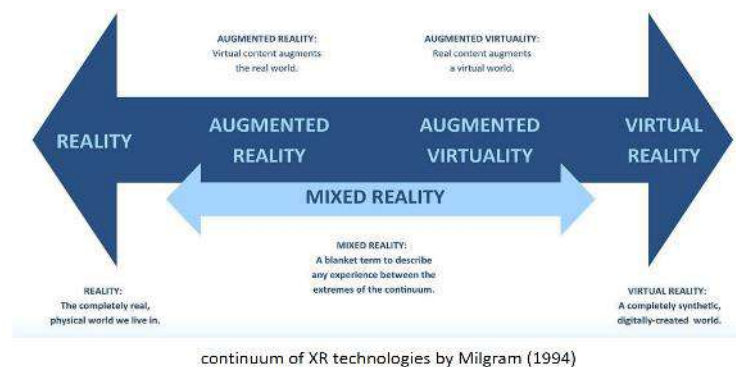 AUGMENTED REALITY:
Virtual content augments
the real world.
AUGMENTED VIRTUALITY:
Real content augments
a virtual world.
REALITY
AUGMENTED
REALITY
AUGMENTED
VIRTUALITY
VIRTUAL
REALITY
MIXED REALITY
MIXED REALITY:
A blanket term to describe
any experience between the
extremes of the continuum.
REALITY:
The completely real,
physical world we live in.
VIRTUAL REALITY:
A completely synthetic,
digitally-created world.
continuum of XR technologies by Milgram (1994)